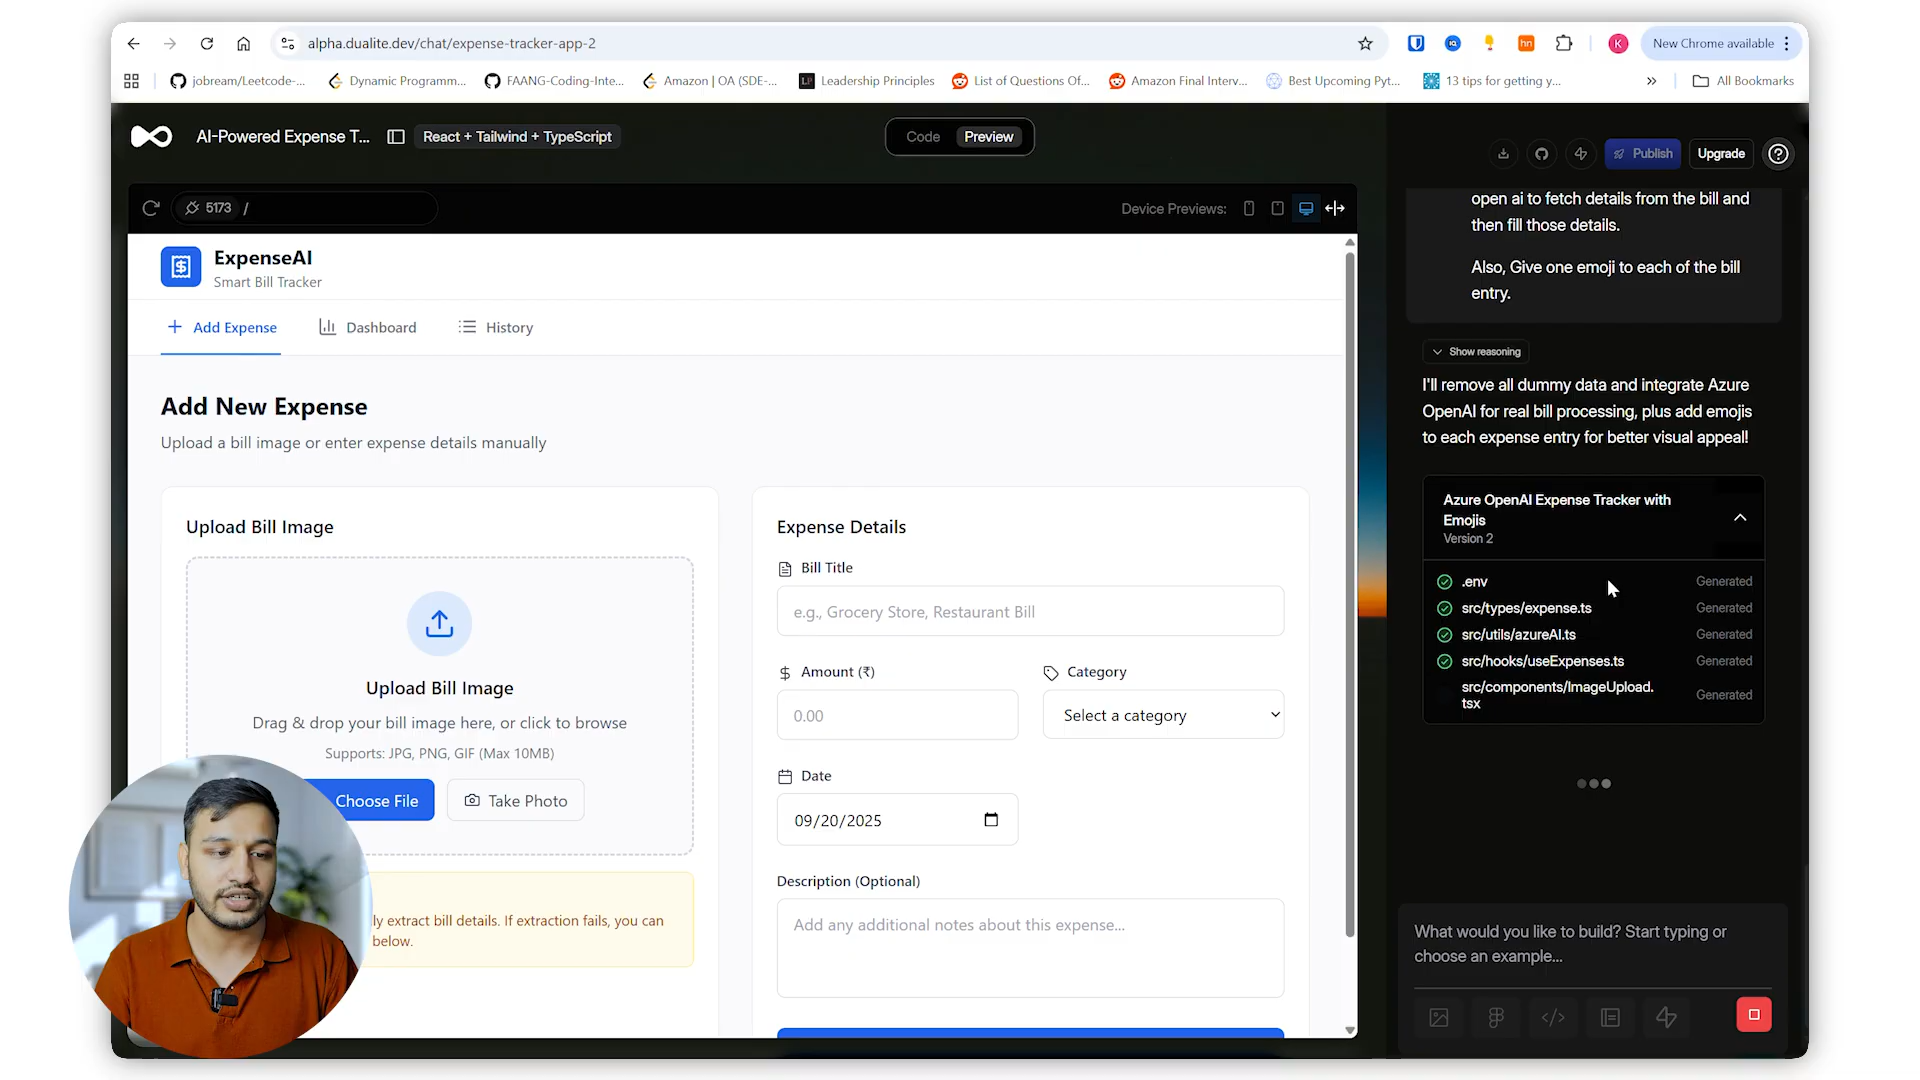 alpha.dualite.dev/chat/expense-tracker-app-2
hn
K
New Chrome available
jobream/Leetcode-...
Dynamic Programm...
FAANG-Coding-Inte...
Amazon | OA (SDE-...
LP
Leadership Principles
List of Questions Of...
Amazon Final Interv...
Best Upcoming Pyt...
13 tips for getting y...
All Bookmarks
AI-Powered Expense T...
React + Tailwind + TypeScript
Code
Preview
Publish
Upgrade
5173 /
Device Previews:
ExpenseAI
Smart Bill Tracker
Add Expense
Dashboard
History
Add New Expense
Upload a bill image or enter expense details manually
Upload Bill Image
Upload Bill Image
Drag & drop your bill image here, or click to browse
Supports: JPG, PNG, GIF (Max 10MB)
Choose File
Take Photo
ly extract bill details. If extraction fails, you can
below.
Expense Details
Bill Title
e.g., Grocery Store, Restaurant Bill
Amount (₹)
0.00
Category
Select a category
Date
09/20/2025
Description (Optional)
Add any additional notes about this expense...
open ai to fetch details from the bill and
then fill those details.
Also, Give one emoji to each of the bill
entry.
Show reasoning
I'll remove all dummy data and integrate Azure
OpenAI for real bill processing, plus add emojis
to each expense entry for better visual appeal!
Azure OpenAI Expense Tracker with
Emojis
Version 2
.env Generated
src/types/expense.ts Generated
src/utils/azureAI.ts Generated
src/hooks/useExpenses.ts Generated
src/components/ImageUpload. Generated
tsx
What would you like to build? Start typing or
choose an example...